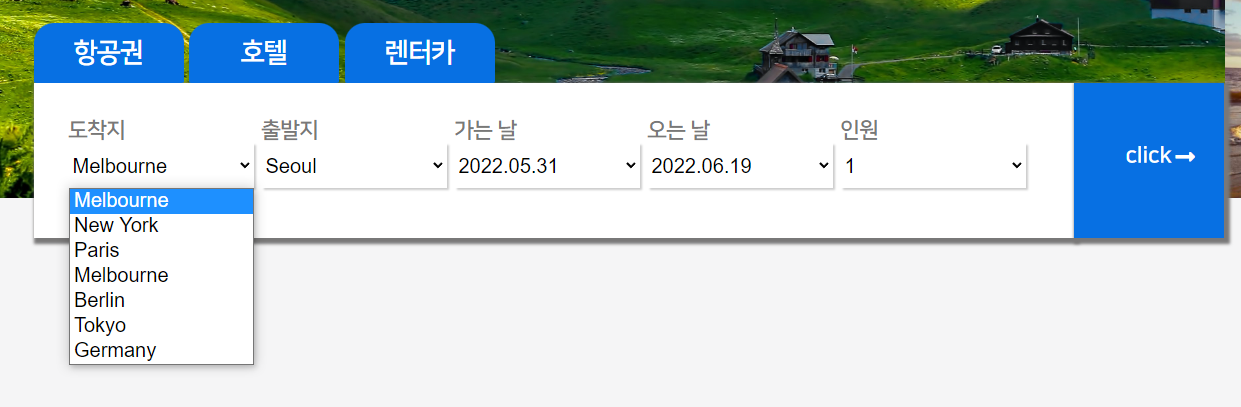 항공권
호텔
렌터카
도착지 출발지 가는 날 오는 날 인원
Melbourne Seoul 2022.05.31 2022.06.19 1
click
Melbourne
New York
Paris
Melbourne
Berlin
Tokyo
Germany